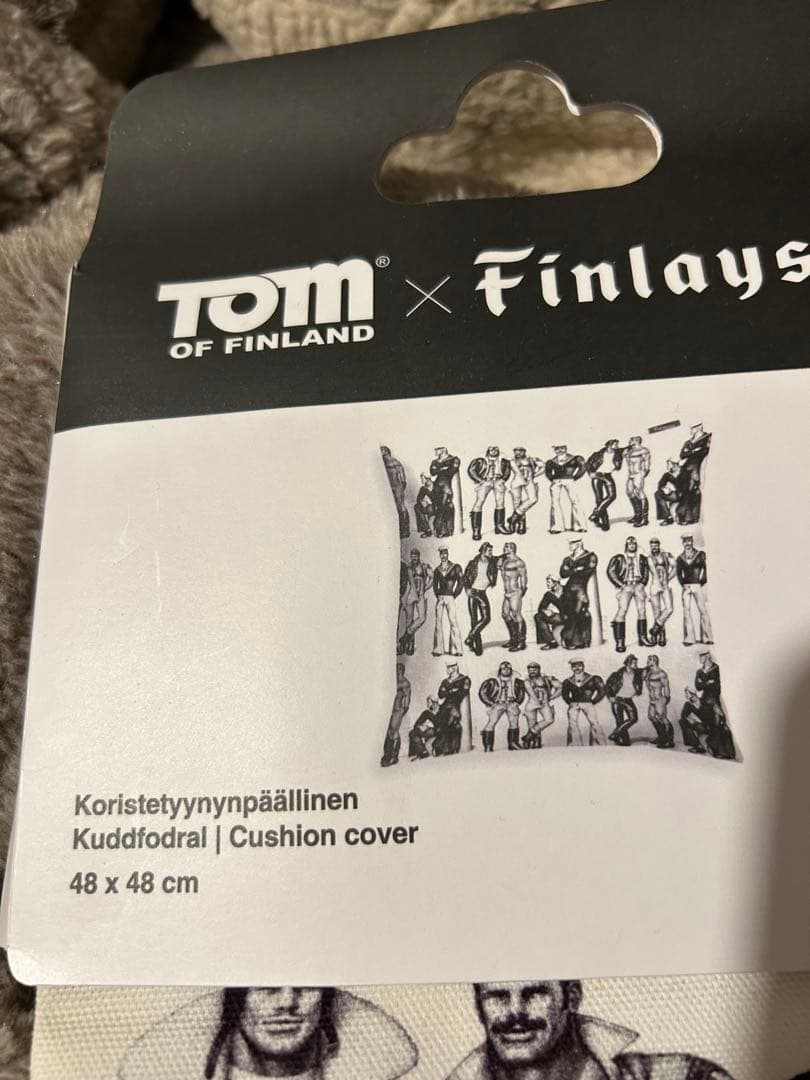 TOM® × Finlays
OF FINLAND
Koristetyynynpäällinen
Kuddfodral | Cushion cover
48 x 48 cm